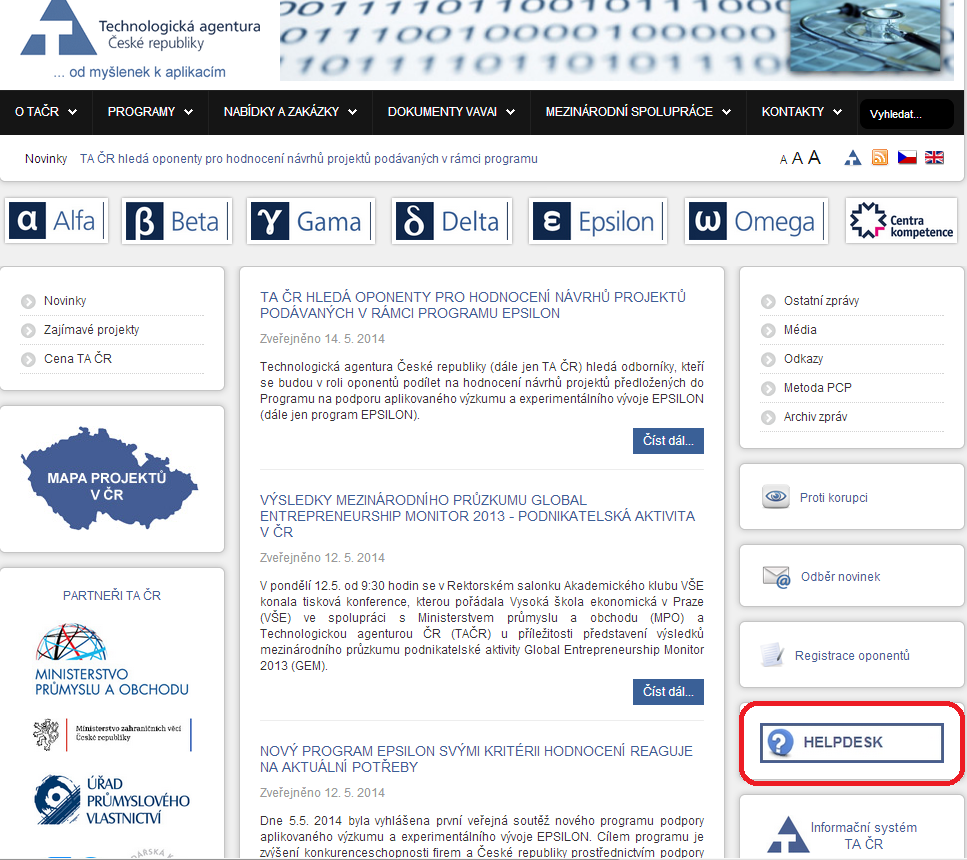 Technologická agentura
České republiky
... od myšlenek k aplikacím
O TAČR
PROGRAMY
NABÍDKY A ZAKÁZKY
DOKUMENTY VAVAI
MEZINÁRODNÍ SPOLUPRÁCE
KONTAKTY
Vyhledat...
Novinky TA ČR hledá oponenty pro hodnocení návrhů projektů podávaných v rámci programu
A A A
α Alfa
β Beta
γ Gama
δ Delta
ε Epsilon
ω Omega
Centra
kompetence
Novinky
Zajímavé projekty
Cena TA ČR
MAPA PROJEKTŮ
V ČR
PARTNEŘI TA ČR
MINISTERSTVO
PRŮMYSLU A OBCHODU
Ministerstvo zahraničních věcí
České republiky
ÚŘAD
PRŮMYSLOVÉHO
VLASTNICTVÍ
TA ČR HLEDÁ OPONENTY PRO HODNOCENÍ NÁVRHŮ PROJEKTŮ
PODÁVANÝCH V RÁMCI PROGRAMU EPSILON
Zveřejněno 14. 5. 2014
Technologická agentura České republiky (dále jen TA ČR) hledá odborníky, kteří
se budou v roli oponentů podílet na hodnocení návrhů projektů předložených do
Programu na podporu aplikovaného výzkumu a experimentálního vývoje EPSILON
(dále jen program EPSILON).
Číst dál...
VÝSLEDKY MEZINÁRODNÍHO PRŮZKUMU GLOBAL
ENTREPRENEURSHIP MONITOR 2013 - PODNIKATELSKÁ AKTIVITA
V ČR
Zveřejněno 12. 5. 2014
V pondělí 12.5. od 9:30 hodin se v Rektorském salonku Akademického klubu VŠE
konala tisková konference, kterou pořádala Vysoká škola ekonomická v Praze
(VŠE) ve spolupráci s Ministerstvem průmyslu a obchodu (MPO) a
Technologickou agenturou ČR (TAČR) u příležitosti představení výsledků
mezinárodního průzkumu podnikatelské aktivity Global Entrepreneurship Monitor
2013 (GEM).
Číst dál...
NOVÝ PROGRAM EPSILON SVÝMI KRITÉRII HODNOCENÍ REAGUJE
NA AKTUÁLNÍ POTŘEBY
Zveřejněno 12. 5. 2014
Dne 5.5. 2014 byla vyhlášena první veřejná soutěž nového programu podpory
aplikovaného výzkumu a experimentálního vývoje EPSILON. Cílem programu je
zvýšení konkurenceschopnosti firem a České republiky prostřednictvím podpory
Ostatní zprávy
Média
Odkazy
Metoda PCP
Archiv zpráv
Proti korupci
Odběr novinek
Registrace oponentů
HELPDESK
Informační systém
TA ČR